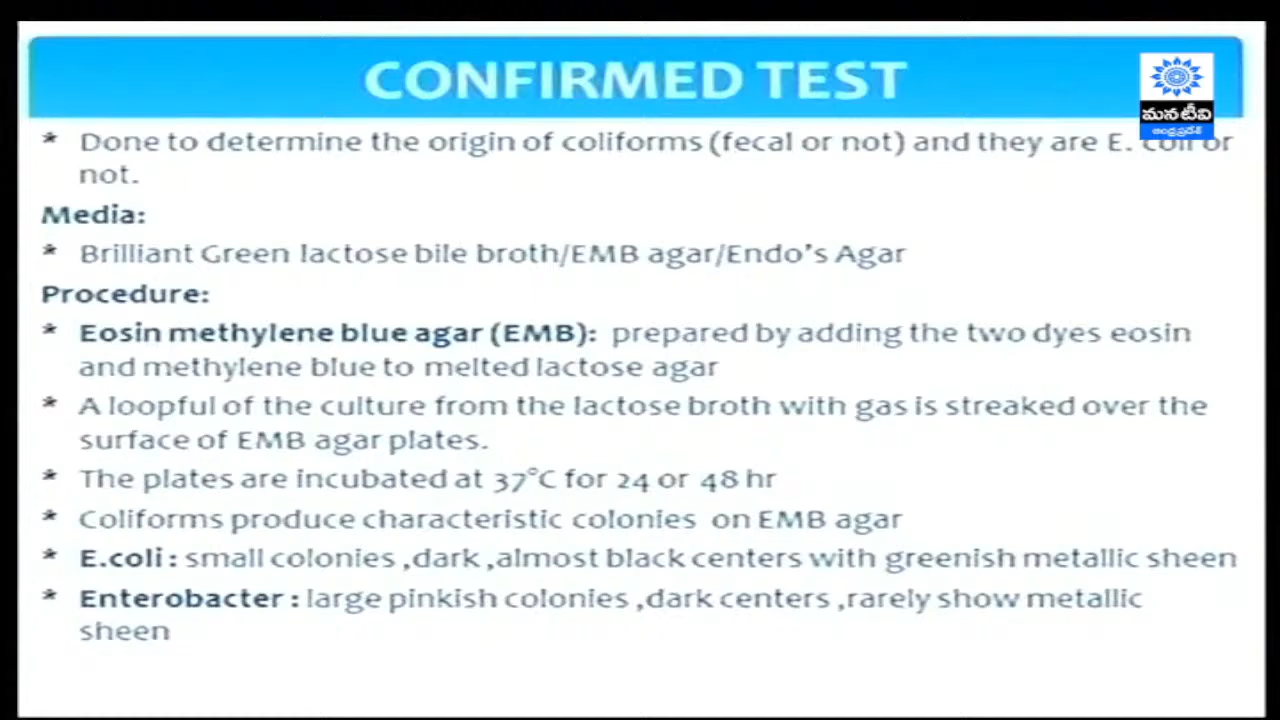 CONFIRMED TEST
మన టీవి
ఆంధ్రప్రదేశ్
* Done to determine the origin of coliforms (fecal or not) and they are E. coli or
not.
Media:
* Brilliant Green lactose bile broth/EMB agar/Endo's Agar
Procedure:
* Eosin methylene blue agar (EMB): prepared by adding the two dyes eosin
and methylene blue to melted lactose agar
* A loopful of the culture from the lactose broth with gas is streaked over the
surface of EMB agar plates.
* The plates are incubated at 37°C for 24 or 48 hr
* Coliforms produce characteristic colonies on EMB agar
* E.coli : small colonies ,dark ,almost black centers with greenish metallic sheen
* Enterobacter : large pinkish colonies ,dark centers ,rarely show metallic
sheen